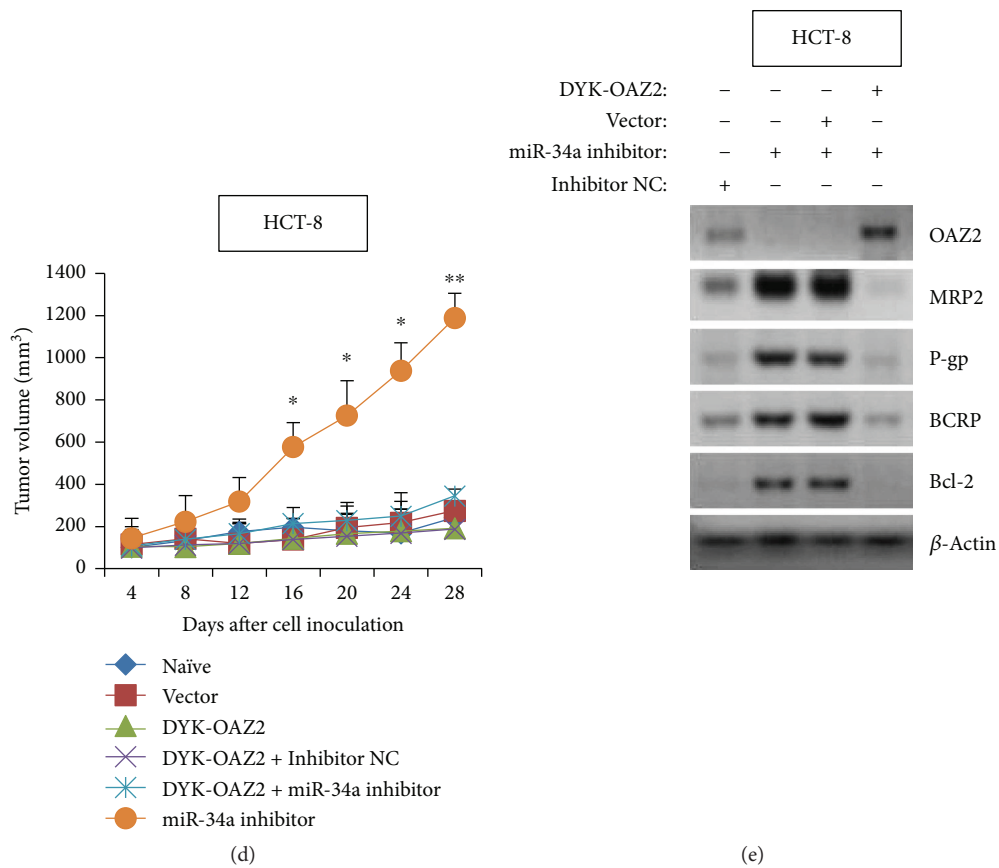 HCT-8
Tumor volume (mm³)
1400
1200
1000
800
600
400
200
0
*
*
*
**
4 8 12 16 20 24 28
Days after cell inoculation
Naïve
Vector
DYK-OAZ2
DYK-OAZ2 + Inhibitor NC
DYK-OAZ2 + miR-34a inhibitor
miR-34a inhibitor
(d)
HCT-8
DYK-OAZ2: − − − +
Vector: − − + −
miR-34a inhibitor: − + + +
Inhibitor NC: + − − −
OAZ2
MRP2
P-gp
BCRP
Bcl-2
β-Actin
(e)